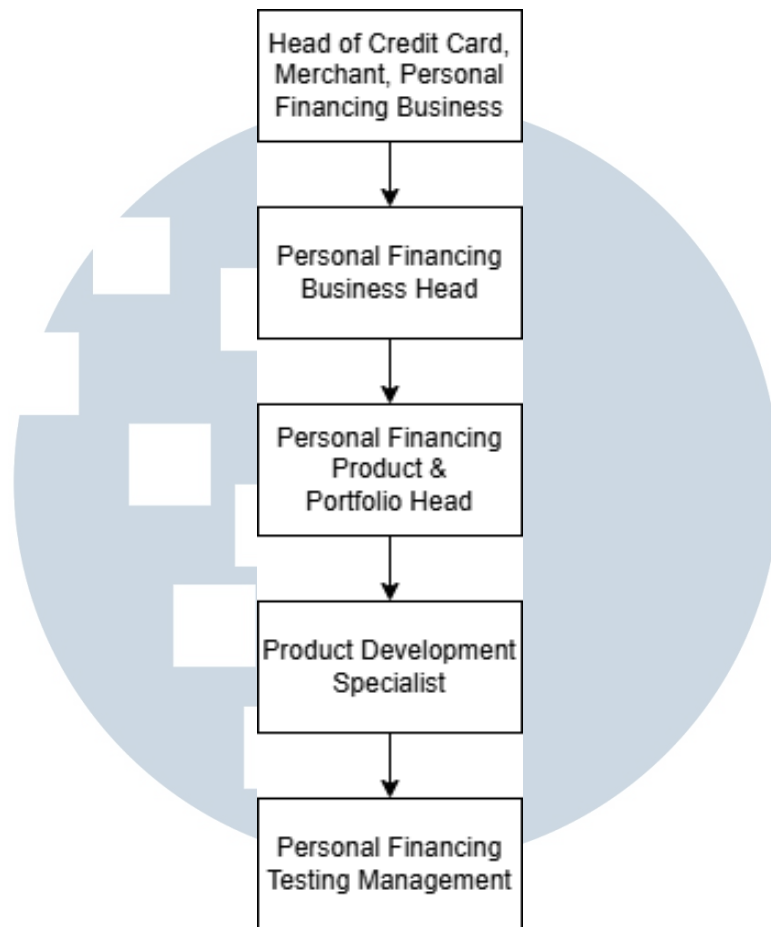 Head of Credit Card,
Merchant, Personal
Financing Business
Personal Financing
Business Head
Personal Financing
Product &
Portfolio Head
Product Development
Specialist
Personal Financing
Testing Management